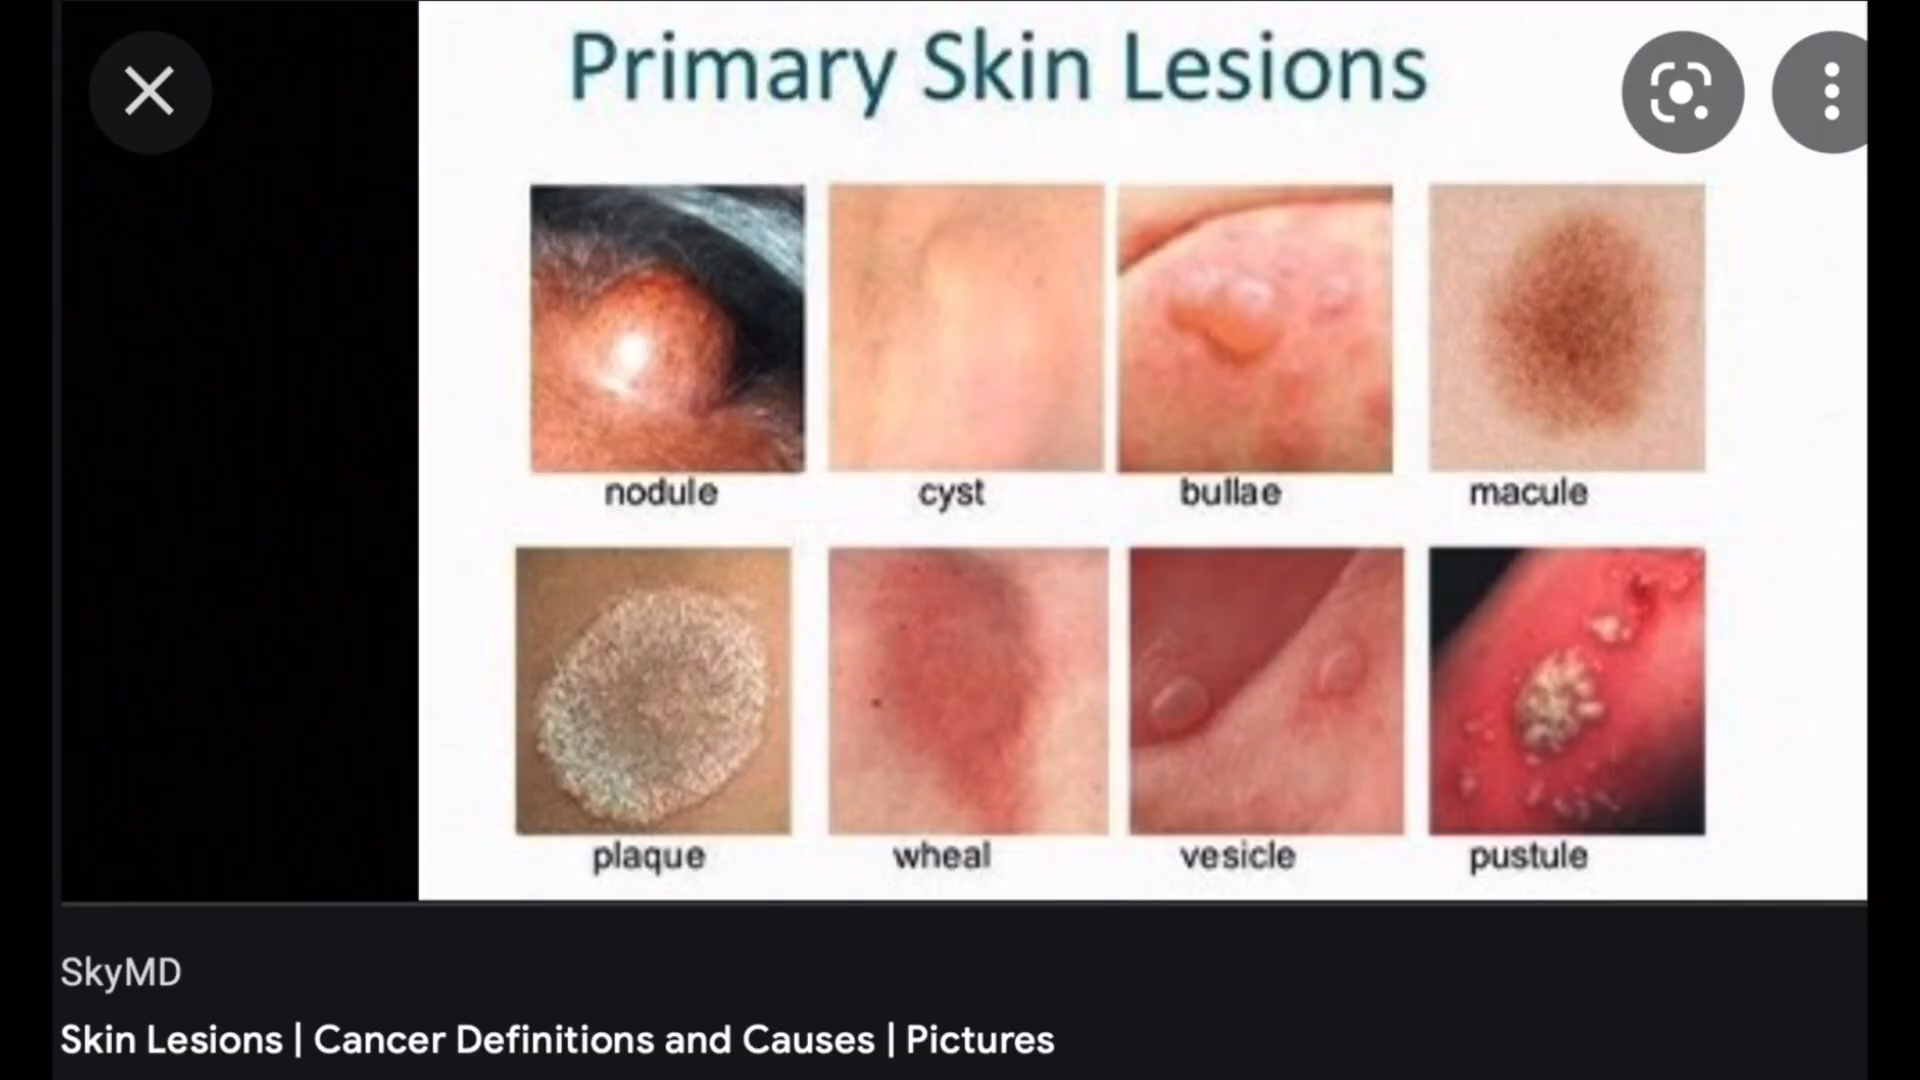 Primary Skin Lesions
nodule cyst bullae macule
plaque wheal vesicle pustule
SkyMD
Skin Lesions | Cancer Definitions and Causes | Pictures